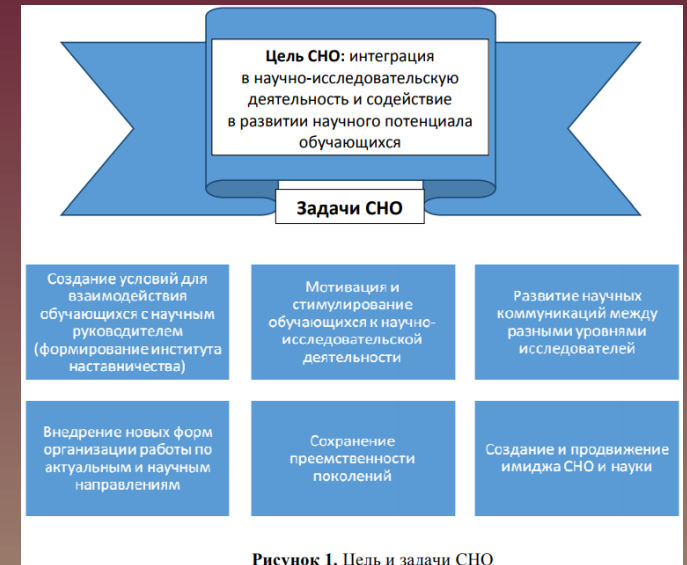 Цель СНО: интеграция
в научно-исследовательскую
деятельность и содействие
в развитии научного потенциала
обучающихся
Задачи СНО
Создание условий для
взаимодействия
обучающихся с научным
руководителем
(формирование института
наставничества)
Мотивация и
стимулирование
обучающихся к научно-
исследовательской
деятельности
Развитие научных
коммуникаций между
разными уровнями
исследователей
Внедрение новых форм
организации работы по
актуальным и научным
направлениям
Сохранение
преемственности
поколений
Создание и продвижение
имиджа СНО и науки
Рисунок 1. Цель и задачи СНО